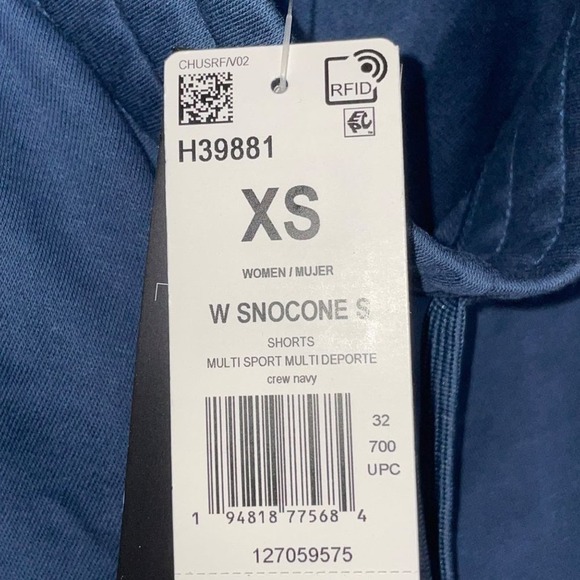 CHUSRF/V02
RFID
EPC
H39881
XS
WOMEN / MUJER
W SNOCONE S
SHORTS
MULTI SPORT MULTI DEPORTE
crew navy
32
700
UPC
1 94818 77568 4
127059575